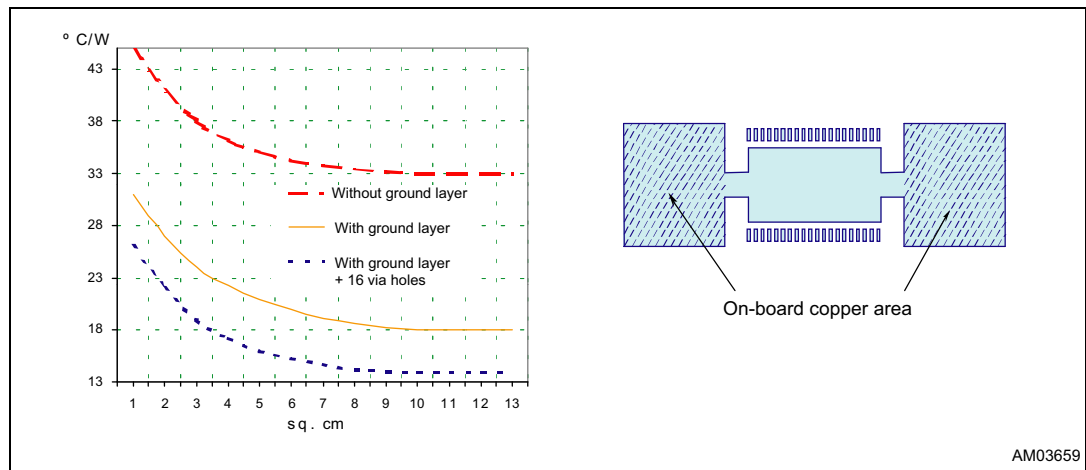 º C/W
43
38
33
28
23
18
13
1 2 3 4 5 6 7 8 9 10 11 12 13
sq. cm
Without ground layer
With ground layer
With ground layer
+ 16 via holes
On-board copper area
AM03659